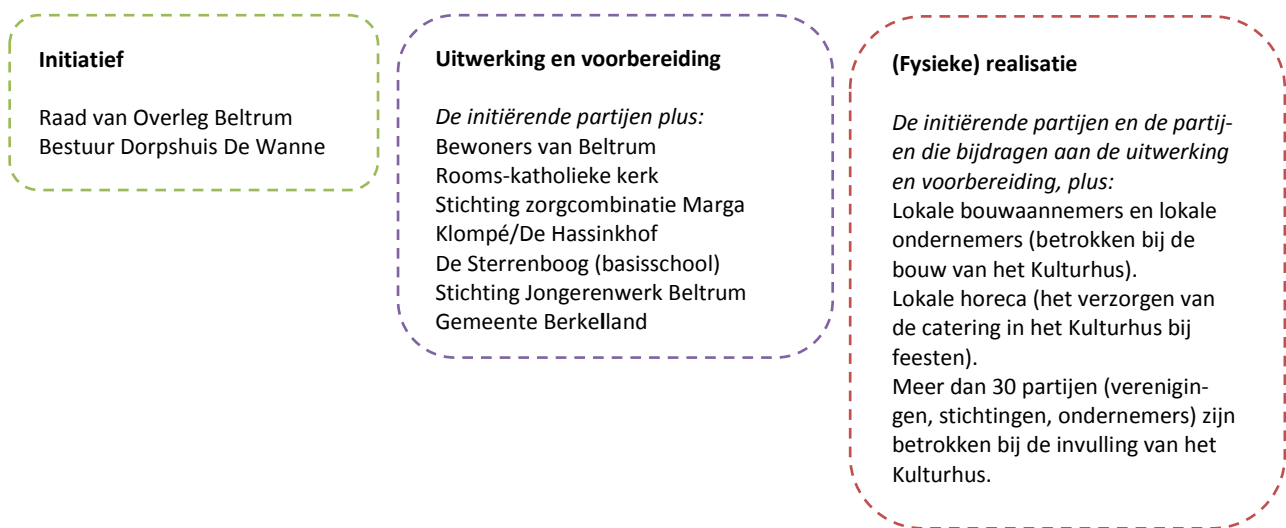 Initiatief
Raad van Overleg Beltrum
Bestuur Dorpshuis De Wanne
Uitwerking en voorbereiding
De initiërende partijen plus:
Bewoners van Beltrum
Rooms-katholieke kerk
Stichting zorgcombinatie Marga
Klompé/De Hassinkhof
De Sterrenboog (basisschool)
Stichting Jongerenwerk Beltrum
Gemeente Berkelland
(Fysieke) realisatie
De initiërende partijen en de partij-
en die bijdragen aan de uitwerking
en voorbereiding, plus:
Lokale bouwaannemers en lokale
ondernemers (betrokken bij de
bouw van het Kulturhus).
Lokale horeca (het verzorgen van
de catering in het Kulturhus bij
feesten).
Meer dan 30 partijen (verenigin-
gen, stichtingen, ondernemers) zijn
betrokken bij de invulling van het
Kulturhus.